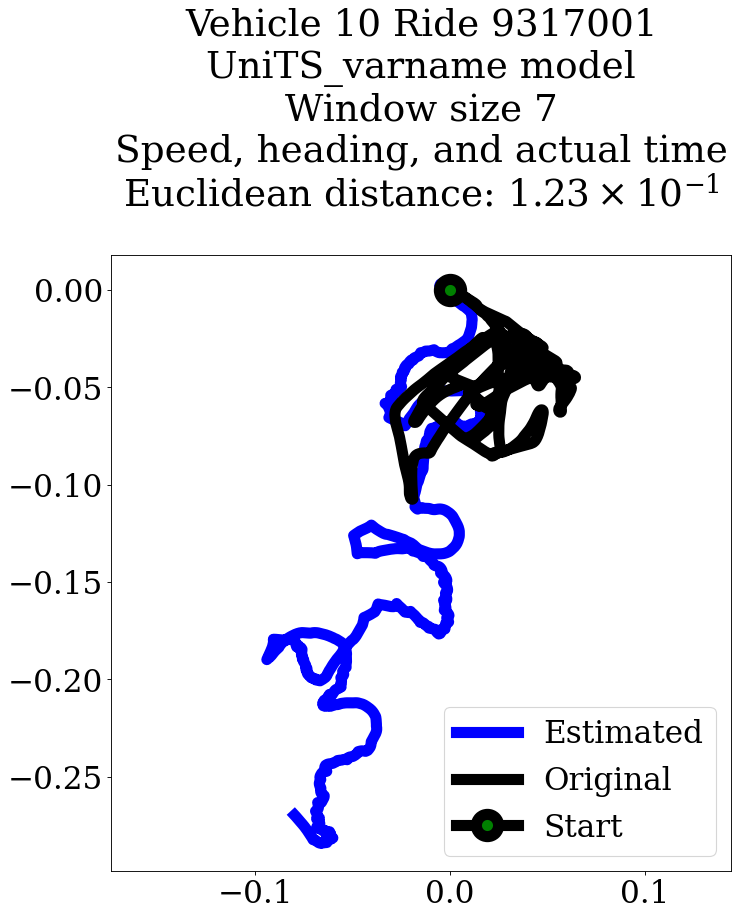 Vehicle 10 Ride 9317001
UniTS_varname model
Window size 7
Speed, heading, and actual time
Euclidean distance: 1.23 × 10⁻¹
0.00
−0.05
−0.10
−0.15
−0.20
−0.25
−0.1
0.0
0.1
Estimated
Original
Start